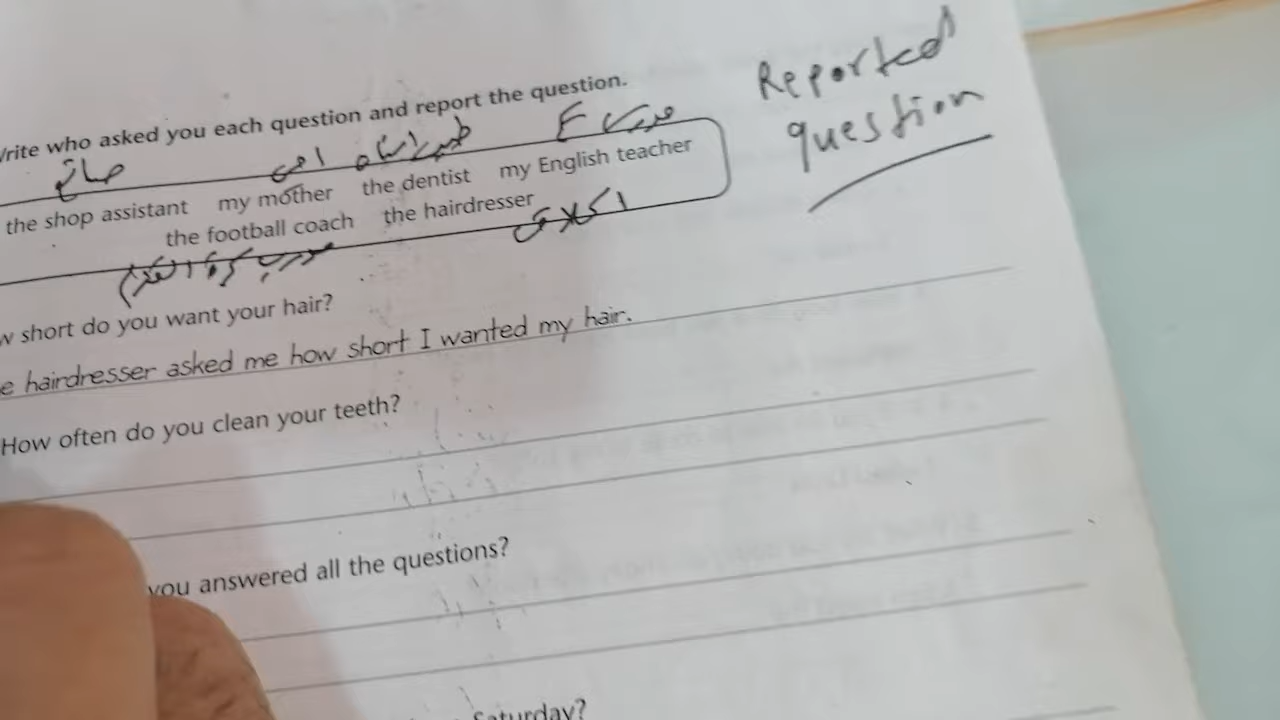 Write who asked you each question and report the question.
Reported
question
the shop assistant my mother the dentist my English teacher
the football coach the hairdresser
short do you want your hair?
hairdresser asked me how short I wanted my hair.
How often do you clean your teeth?
you answered all the questions?
Saturday?